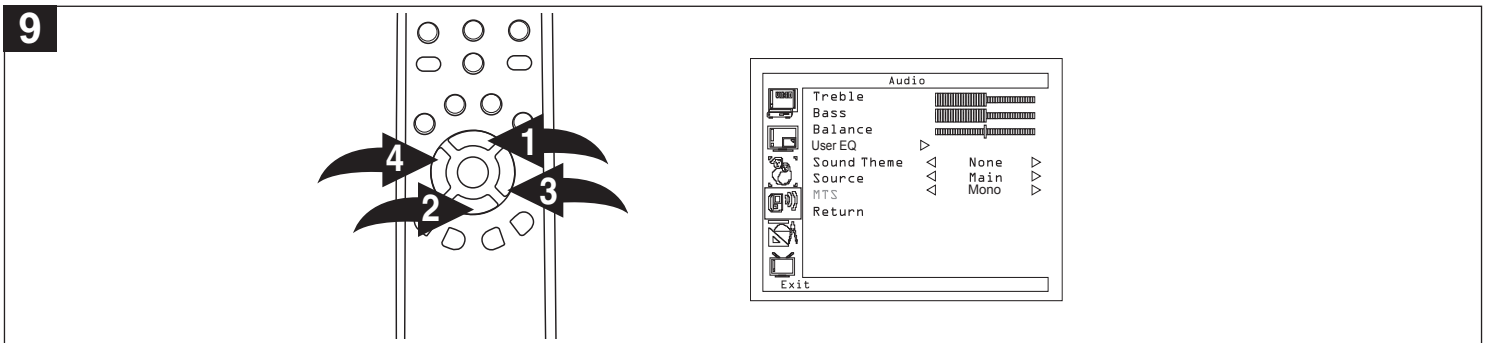 9
1
4
3
2
Audio
Treble
Bass
Balance
User EQ
Sound Theme None
Source Main
MTS Mono
Return
Exit